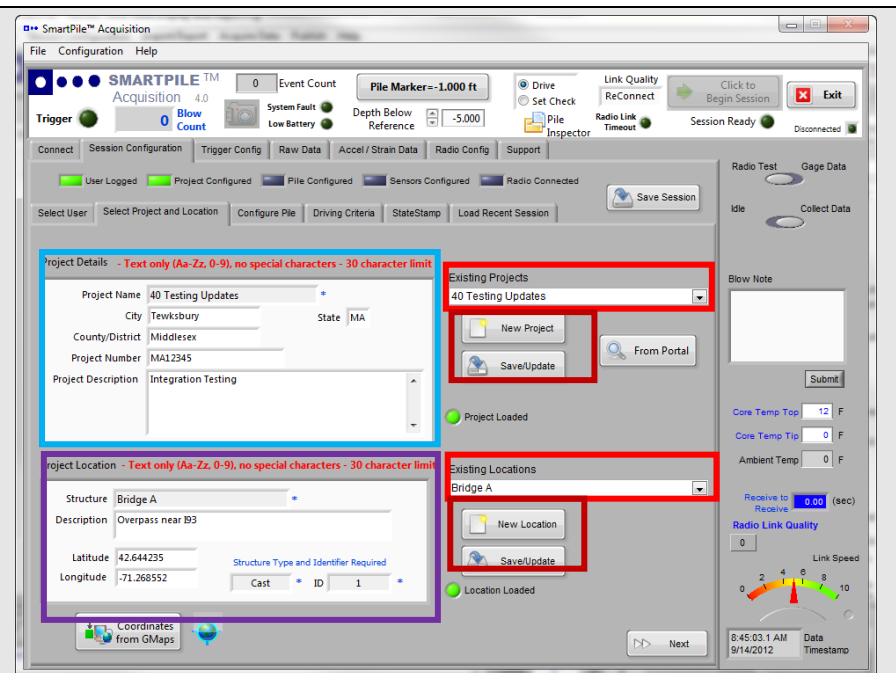 SmartPile™ Acquisition
File Configuration Help
SMARTPILE TM
Acquisition 4.0
0 Event Count
Pile Marker=-1.000 ft
Drive
Set Check
Link Quality
ReConnect
Click to
Begin Session
Exit
Trigger
0 Blow
Count
System Fault
Low Battery
Depth Below
Reference
-5.000
Pile
Inspector
Radio Link
Timeout
Session Ready
Disconnected
Connect Session Configuration Trigger Config Raw Data Accel / Strain Data Radio Config Support
User Logged Project Configured Pile Configured Sensors Configured Radio Connected
Save Session
Select User Select Project and Location Configure Pile Driving Criteria StateStamp Load Recent Session
Project Details - Text only (Aa-Zz, 0-9), no special characters - 30 character limit
Project Name 40 Testing Updates *
City Tewksbury State MA
County/District Middlesex
Project Number MA12345
Project Description Integration Testing
Existing Projects
40 Testing Updates
New Project
Save/Update
From Portal
Project Loaded
Project Location - Text only (Aa-Zz, 0-9), no special characters - 30 character limit
Structure Bridge A *
Description Overpass near I93
Latitude 42.644235
Longitude -71.268552
Structure Type and Identifier Required
Cast * ID 1 *
Existing Locations
Bridge A
New Location
Save/Update
Location Loaded
Coordinates
from GMaps
Next
Radio Test Gage Data
Idle Collect Data
Blow Note
Submit
Core Temp Top 12 F
Core Temp Tip 0 F
Ambient Temp 0 F
Receive to
Receive
0.00 (sec)
Radio Link Quality
0
Link Speed
0 2 4 6 8 10
8:45:03.1 AM
9/14/2012
Data
Timestamp